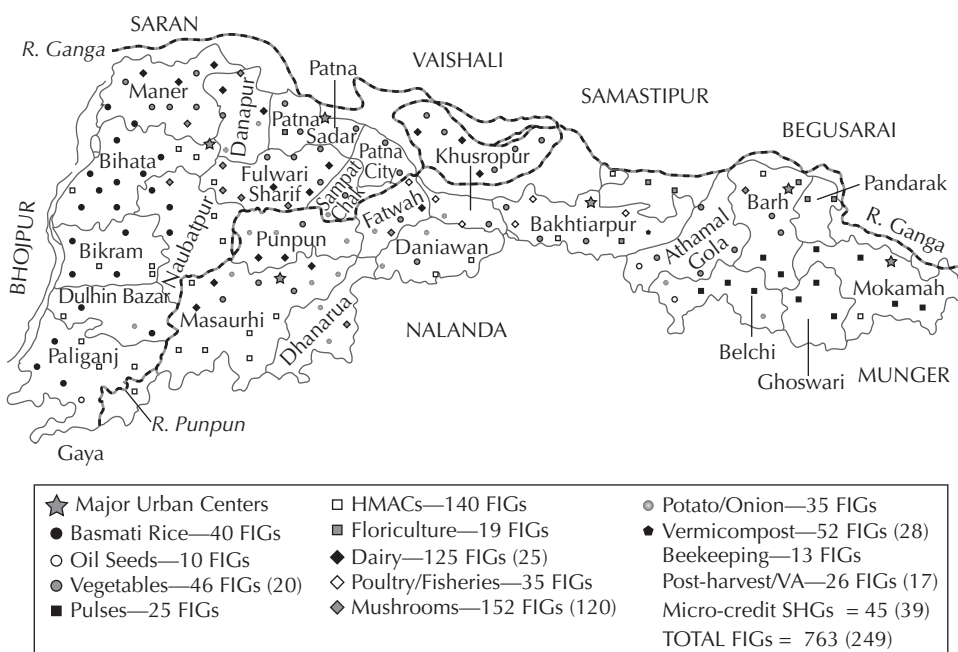 SARAN
R. Ganga
Patna
VAISHALI
SAMASTIPUR
BEGUSARAI
Maner
Danapur
Patna
Sadar
Patna
City
Khusropur
Pandarak
Bihata
Fulwari
Sharif
Sampat
Chak
Fatwah
Bakhtiarpur
Barh
R. Ganga
BHOJPUR
Bikram
Naubatpur
Punpun
Daniawan
Athamal
Gola
Mokamah
Dulhin Bazar
Masaurhi
Dhanarua
NALANDA
Belchi
Paliganj
Ghoswari
MUNGER
R. Punpun
Gaya
Major Urban Centers
Basmati Rice—40 FIGs
Oil Seeds—10 FIGs
Vegetables—46 FIGs (20)
Pulses—25 FIGs
HMACs—140 FIGs
Floriculture—19 FIGs
Dairy—125 FIGs (25)
Poultry/Fisheries—35 FIGs
Mushrooms—152 FIGs (120)
Potato/Onion—35 FIGs
Vermicompost—52 FIGs (28)
Beekeeping—13 FIGs
Post-harvest/VA—26 FIGs (17)
Micro-credit SHGs = 45 (39)
TOTAL FIGs = 763 (249)